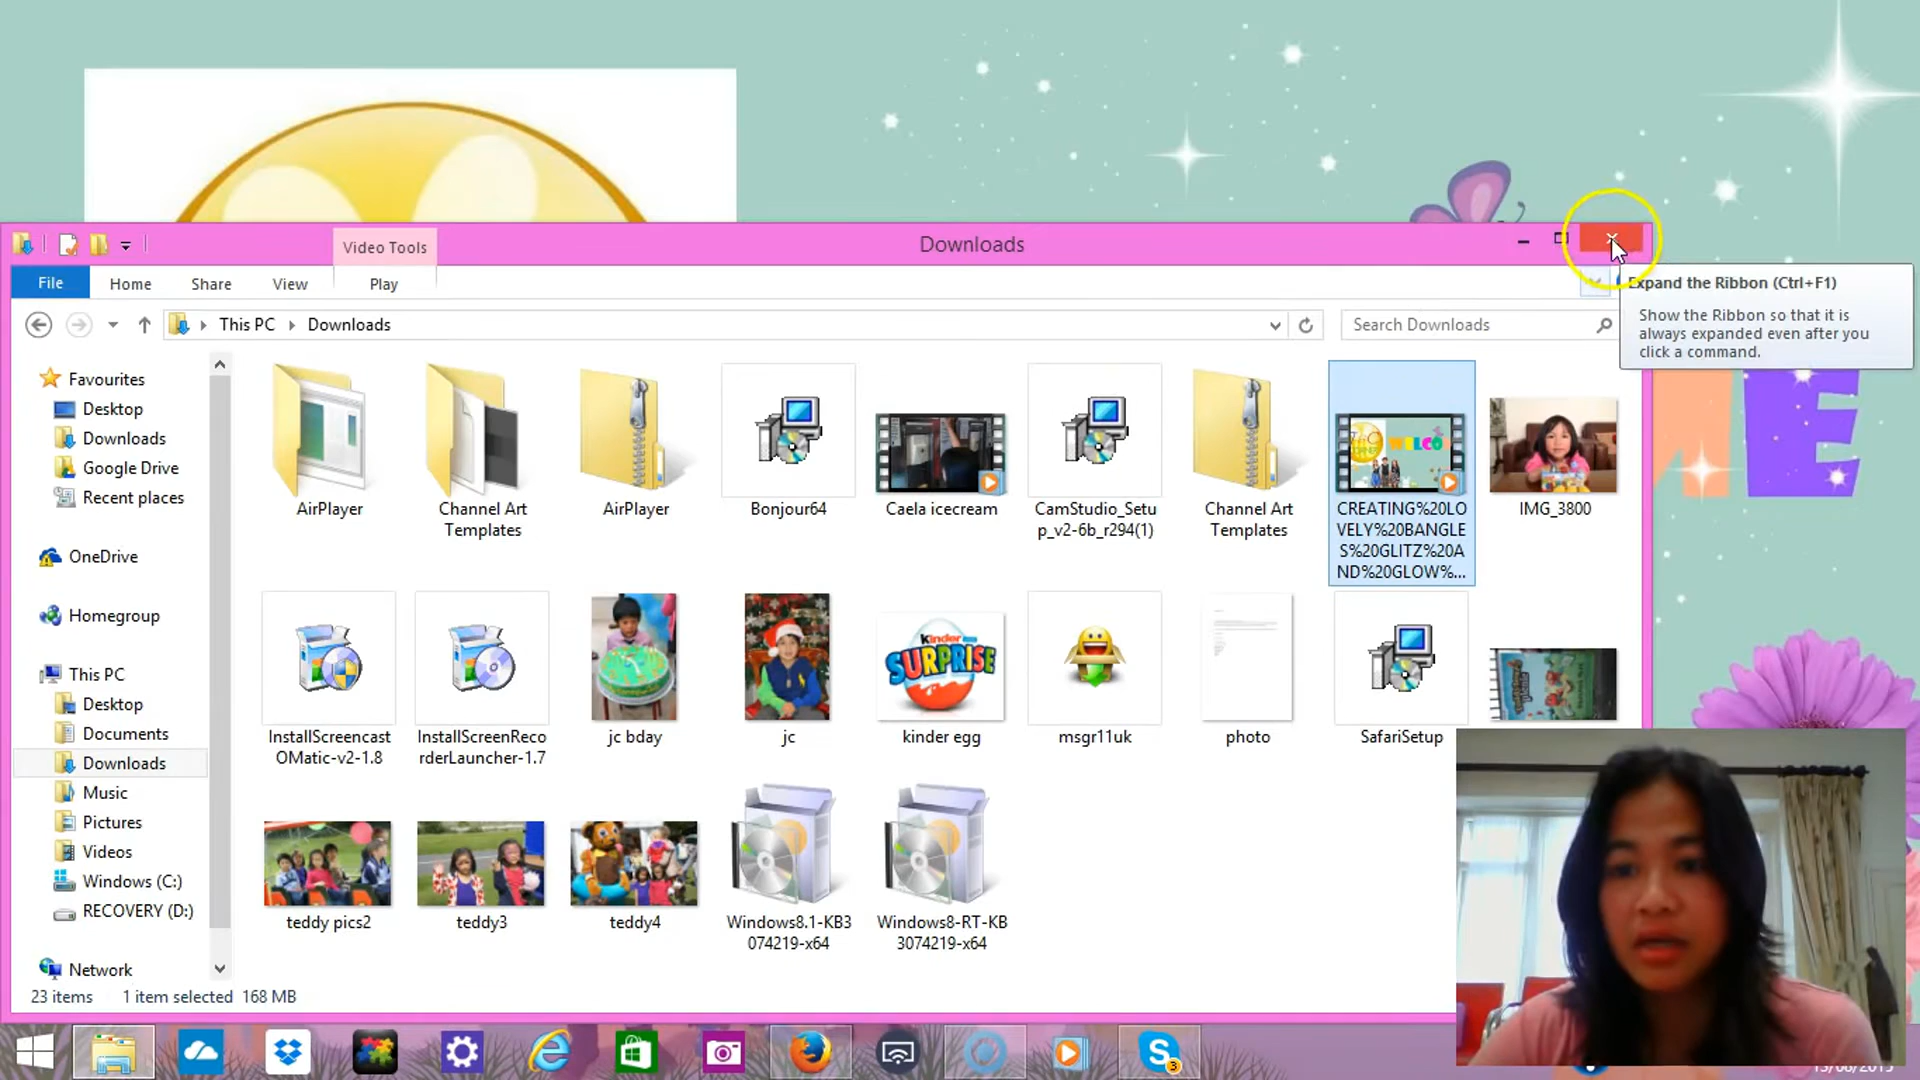 Video Tools
Downloads
File
Home
Share
View
Play
Expand the Ribbon (Ctrl+F1)
Show the Ribbon so that it is
always expanded even after you
click a command.
This PC
Downloads
Search Downloads
Favourites
Desktop
Downloads
Google Drive
Recent places
OneDrive
Homegroup
This PC
Desktop
Documents
Downloads
Music
Pictures
Videos
Windows (C:)
RECOVERY (D:)
Network
AirPlayer
Channel Art
Templates
AirPlayer
Bonjour64
Caela icecream
CamStudio_Setu
p_v2-6b_r294(1)
Channel Art
Templates
WELCO
CREATING%20LO
VELY%20BANGLE
S%20GLITZ%20A
ND%20GLOW%...
IMG_3800
InstallScreencast
OMatic-v2-1.8
InstallScreenReco
rderLauncher-1.7
jc bday
jc
kinder
SURPRISE
kinder egg
msgr11uk
photo
SafariSetup
teddy pics2
teddy3
teddy4
Windows8.1-KB3
074219-x64
Windows8-RT-KB
3074219-x64
23 items
1 item selected 168 MB
ME
3